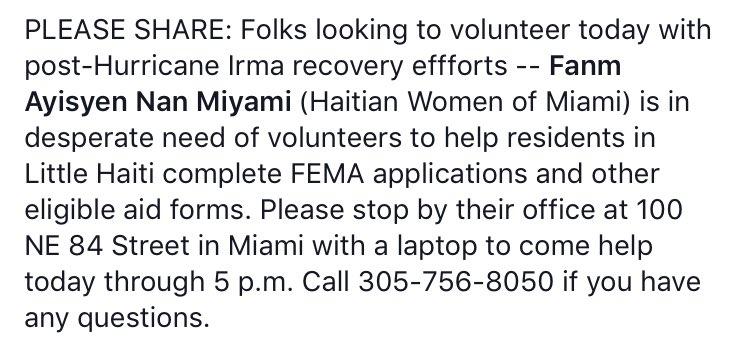 PLEASE SHARE: Folks looking to volunteer today with
post-Hurricane Irma recovery effforts -- Fanm
Ayisyen Nan Miyami (Haitian Women of Miami) is in
desperate need of volunteers to help residents in
Little Haiti complete FEMA applications and other
eligible aid forms. Please stop by their office at 100
NE 84 Street in Miami with a laptop to come help
today through 5 p.m. Call 305-756-8050 if you have
any questions.